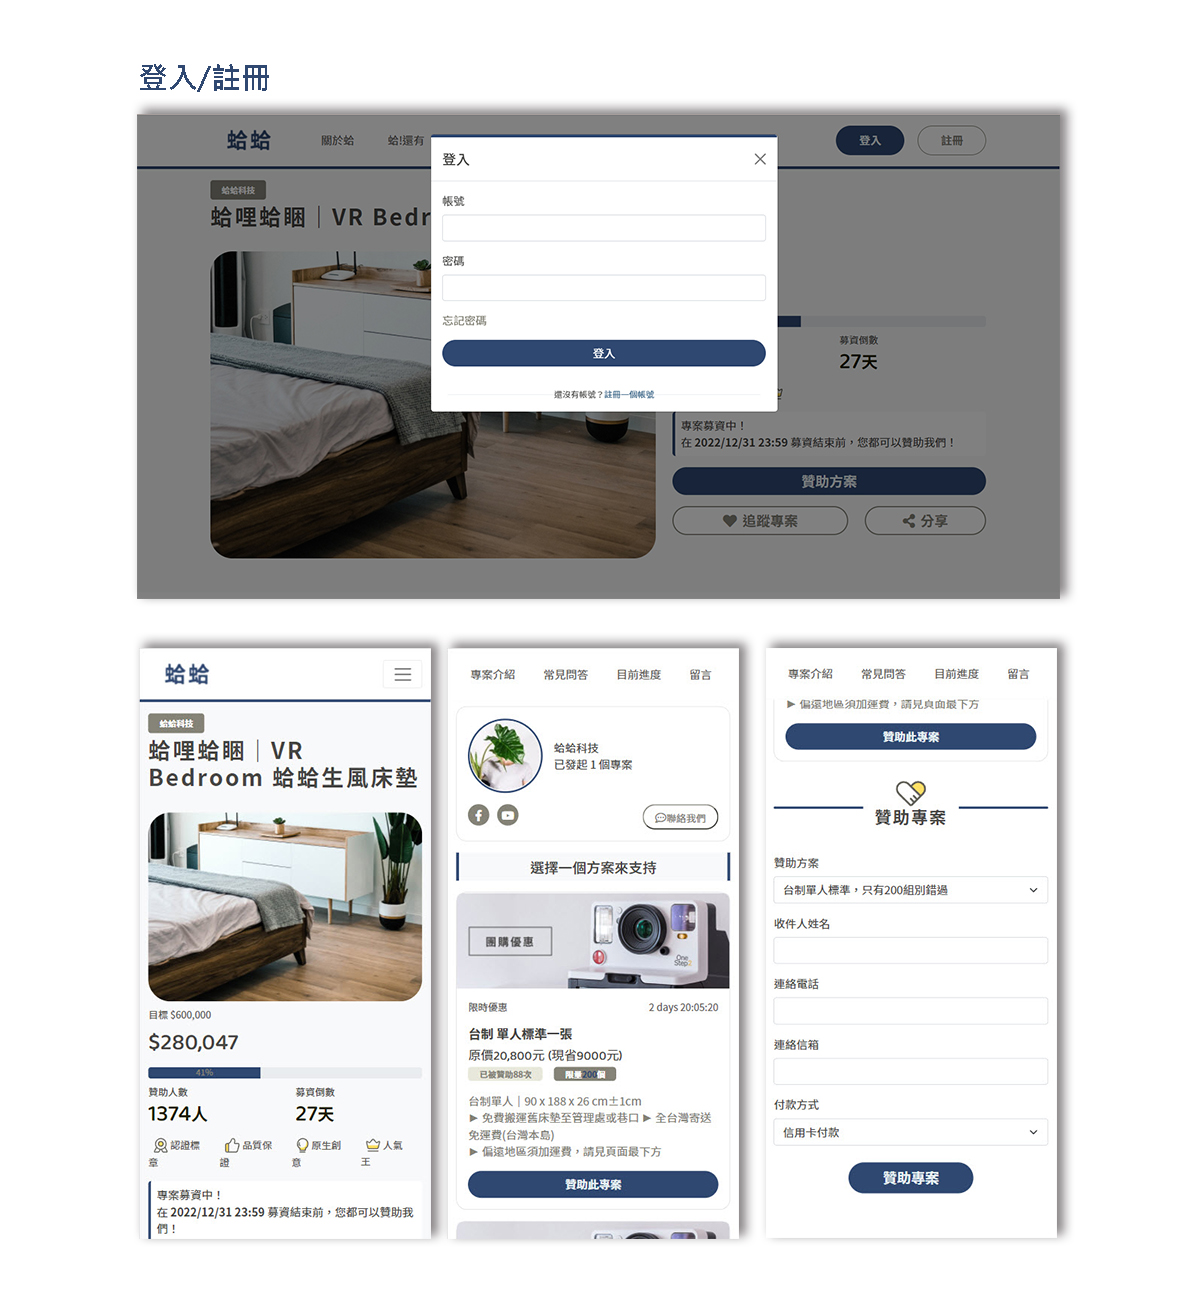 登入/註冊
蛤蛤
關於蛤
蛤!還有
登入
註冊
蛤蛤科技
蛤哩蛤睏｜VR Bedr
登入
帳號
密碼
忘記密碼
登入
還沒有帳號？註冊一個帳號
募資倒數
27天
專案募資中！
在 2022/12/31 23:59 募資結束前，您都可以贊助我們！
贊助方案
追蹤專案
分享
蛤蛤
蛤蛤科技
蛤哩蛤睏｜VR
Bedroom 蛤蛤生風床墊
目標 $600,000
$280,047
41%
贊助人數
1374人
募資倒數
27天
認證標
章
品質保
證
原生創
意
人氣
王
專案募資中！
在 2022/12/31 23:59 募資結束前，您都可以贊助我
們！
專案介紹
常見問答
目前進度
留言
蛤蛤科技
已發起 1 個專案
聯絡我們
選擇一個方案來支持
團購優惠
One
Step2
限時優惠
2 days 20:05:20
台制 單人標準一張
原價20,800元 (現省9000元)
已被贊助88次
限量200個
台制單人｜90 x 188 x 26 cm±1cm
▶ 免費搬運舊床墊至管理處或巷口 ▶ 全台灣寄送
免運費(台灣本島)
▶ 偏遠地區須加運費，請見頁面最下方
贊助此專案
專案介紹
常見問答
目前進度
留言
▶ 偏遠地區須加運費，請見頁面最下方
贊助此專案
贊助專案
贊助方案
台制單人標準，只有200組別錯過
收件人姓名
連絡電話
連絡信箱
付款方式
信用卡付款
贊助專案